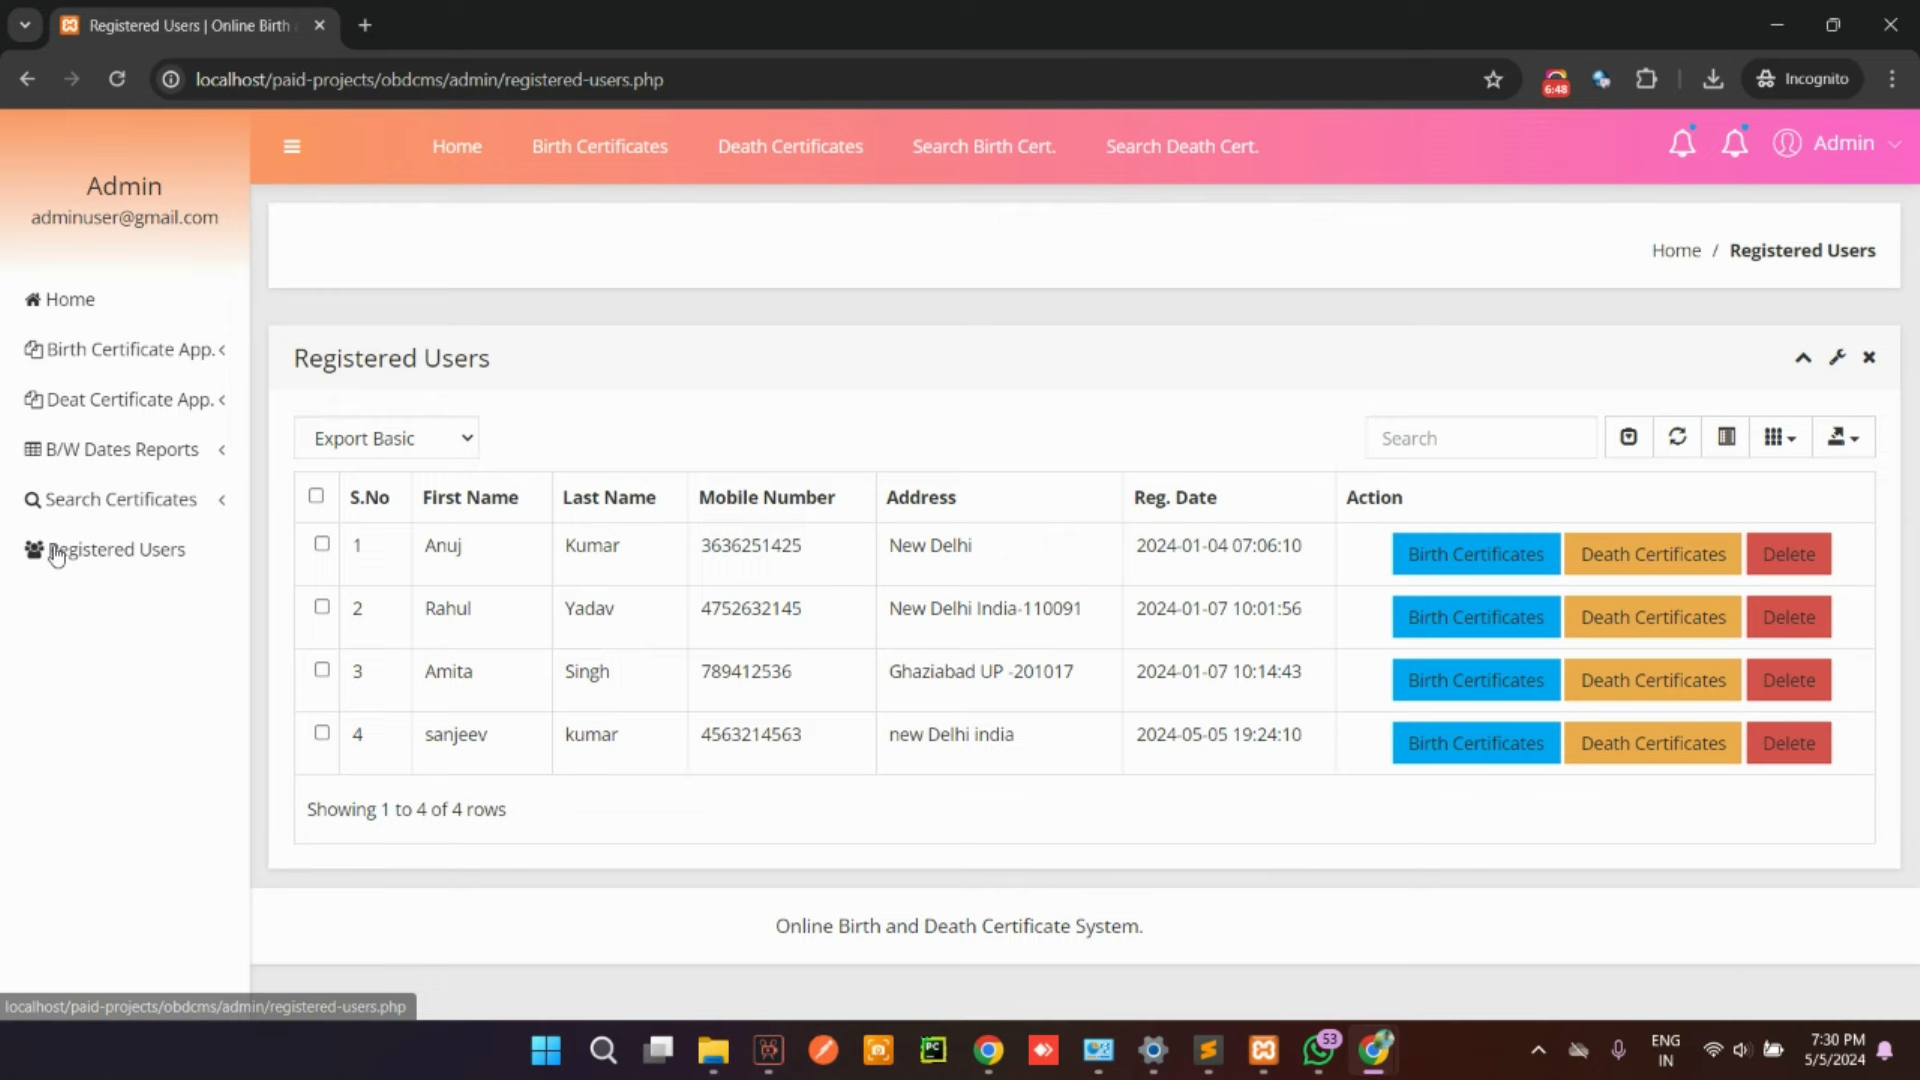 Registered Users | Online Birth
localhost/paid-projects/obdcms/admin/registered-users.php
6:48
Incognito
Admin
adminuser@gmail.com
Home
Birth Certificate App.
Deat Certificate App.
B/W Dates Reports
Search Certificates
Registered Users
Home Birth Certificates Death Certificates Search Birth Cert. Search Death Cert.
Admin
Home / Registered Users
Registered Users
Export Basic
Search
S.No First Name Last Name Mobile Number Address Reg. Date Action
1 Anuj Kumar 3636251425 New Delhi 2024-01-04 07:06:10 Birth Certificates Death Certificates Delete
2 Rahul Yadav 4752632145 New Delhi India-110091 2024-01-07 10:01:56 Birth Certificates Death Certificates Delete
3 Amita Singh 789412536 Ghaziabad UP -201017 2024-01-07 10:14:43 Birth Certificates Death Certificates Delete
4 sanjeev kumar 4563214563 new Delhi india 2024-05-05 19:24:10 Birth Certificates Death Certificates Delete
Showing 1 to 4 of 4 rows
Online Birth and Death Certificate System.
localhost/paid-projects/obdcms/admin/registered-users.php
PC
53
ENG
IN
7:30 PM
5/5/2024